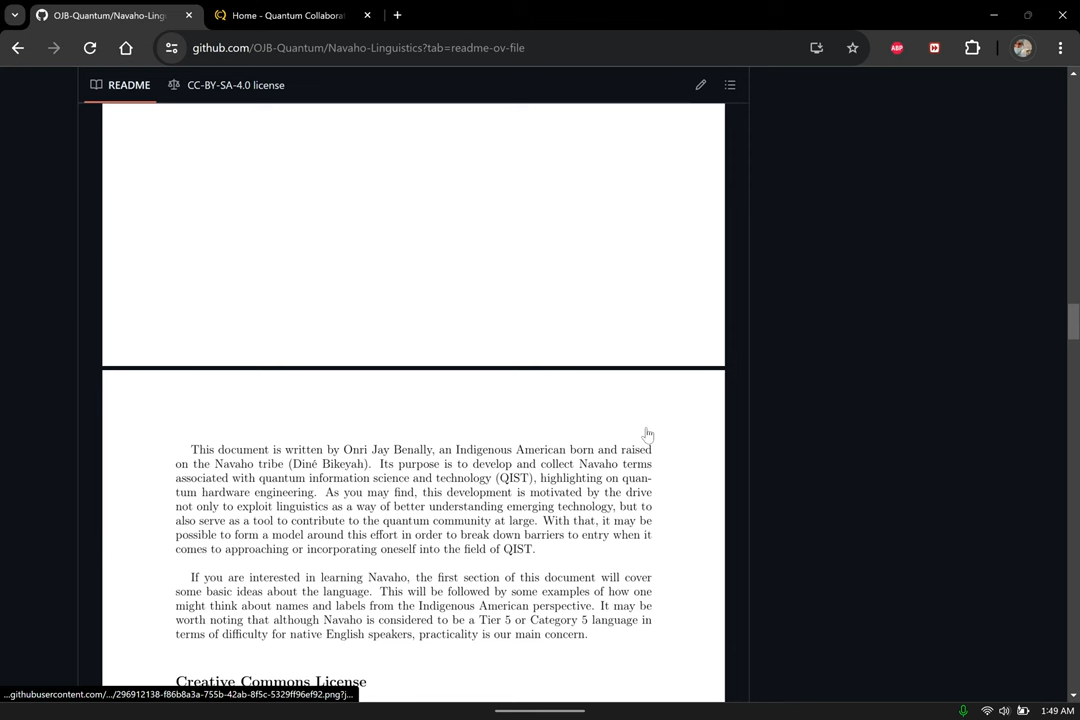 OJB-Quantum/Navaho-Ling
Home - Quantum Collabora
github.com/OJB-Quantum/Navaho-Linguistics?tab=readme-ov-file
ABP
README
CC-BY-SA-4.0 license
This document is written by Onri Jay Benally, an Indigenous American born and raised
on the Navaho tribe (Diné Bikeyah). Its purpose is to develop and collect Navaho terms
associated with quantum information science and technology (QIST), highlighting on quan-
tum hardware engineering. As you may find, this development is motivated by the drive
not only to exploit linguistics as a way of better understanding emerging technology, but to
also serve as a tool to contribute to the quantum community at large. With that, it may be
possible to form a model around this effort in order to break down barriers to entry when it
comes to approaching or incorporating oneself into the field of QIST.
If you are interested in learning Navaho, the first section of this document will cover
some basic ideas about the language. This will be followed by some examples of how one
might think about names and labels from the Indigenous American perspective. It may be
worth noting that although Navaho is considered to be a Tier 5 or Category 5 language in
terms of difficulty for native English speakers, practicality is our main concern.
Creative Commons License
...githubusercontent.com/.../296912138-f86b8a3a-755b-42ab-8f5c-5329ff96ef92.png?j...
1:49 AM